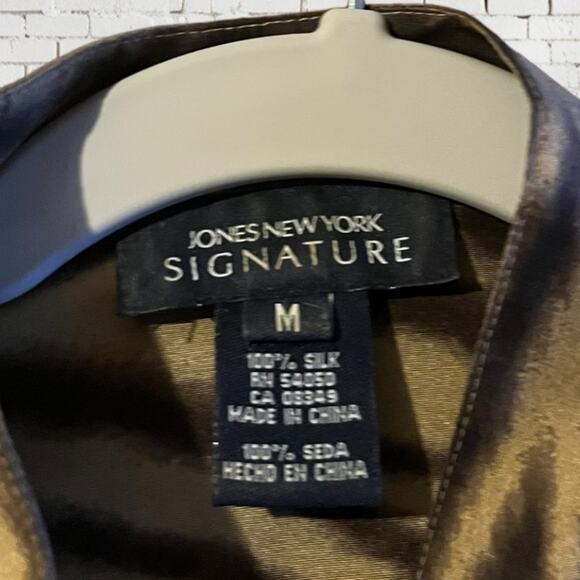 JONES NEW YORK
SIGNATURE
M
100% SILK
RN 54050
CA 08349
MADE IN CHINA
100% SEDA
HECHO EN CHINA